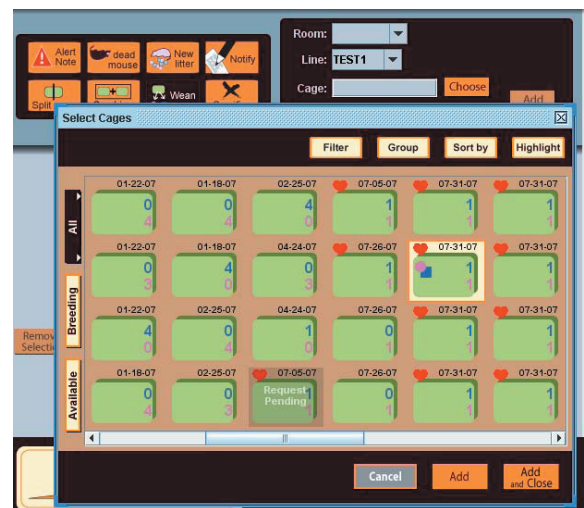 Room:
Alert Note
dead mouse
New litter
Notify
Line: TEST1
Cage:
Choose
Split
Wean
Add
Select Cages
Filter
Group
Sort by
Highlight
All
Breeding
Available
01-22-07 01-18-07 02-25-07 07-05-07 07-31-07 07-31-07
0 0 4 1 1 1
4 4 0 1 1 1
01-22-07 01-18-07 04-24-07 07-26-07 07-31-07 07-31-07
0 4 0 1 1 1
3 0 3 1 1 1
01-22-07 02-25-07 04-24-07 07-26-07 07-31-07 07-31-07
4 0 1 0 1 1
0 4 0 1 1 1
01-18-07 02-25-07 07-05-07 07-26-07 07-31-07 07-31-07
0 0 Request Pending 1 0 1 1
4 3 1 1 1 1
Cancel
Add
Add and Close